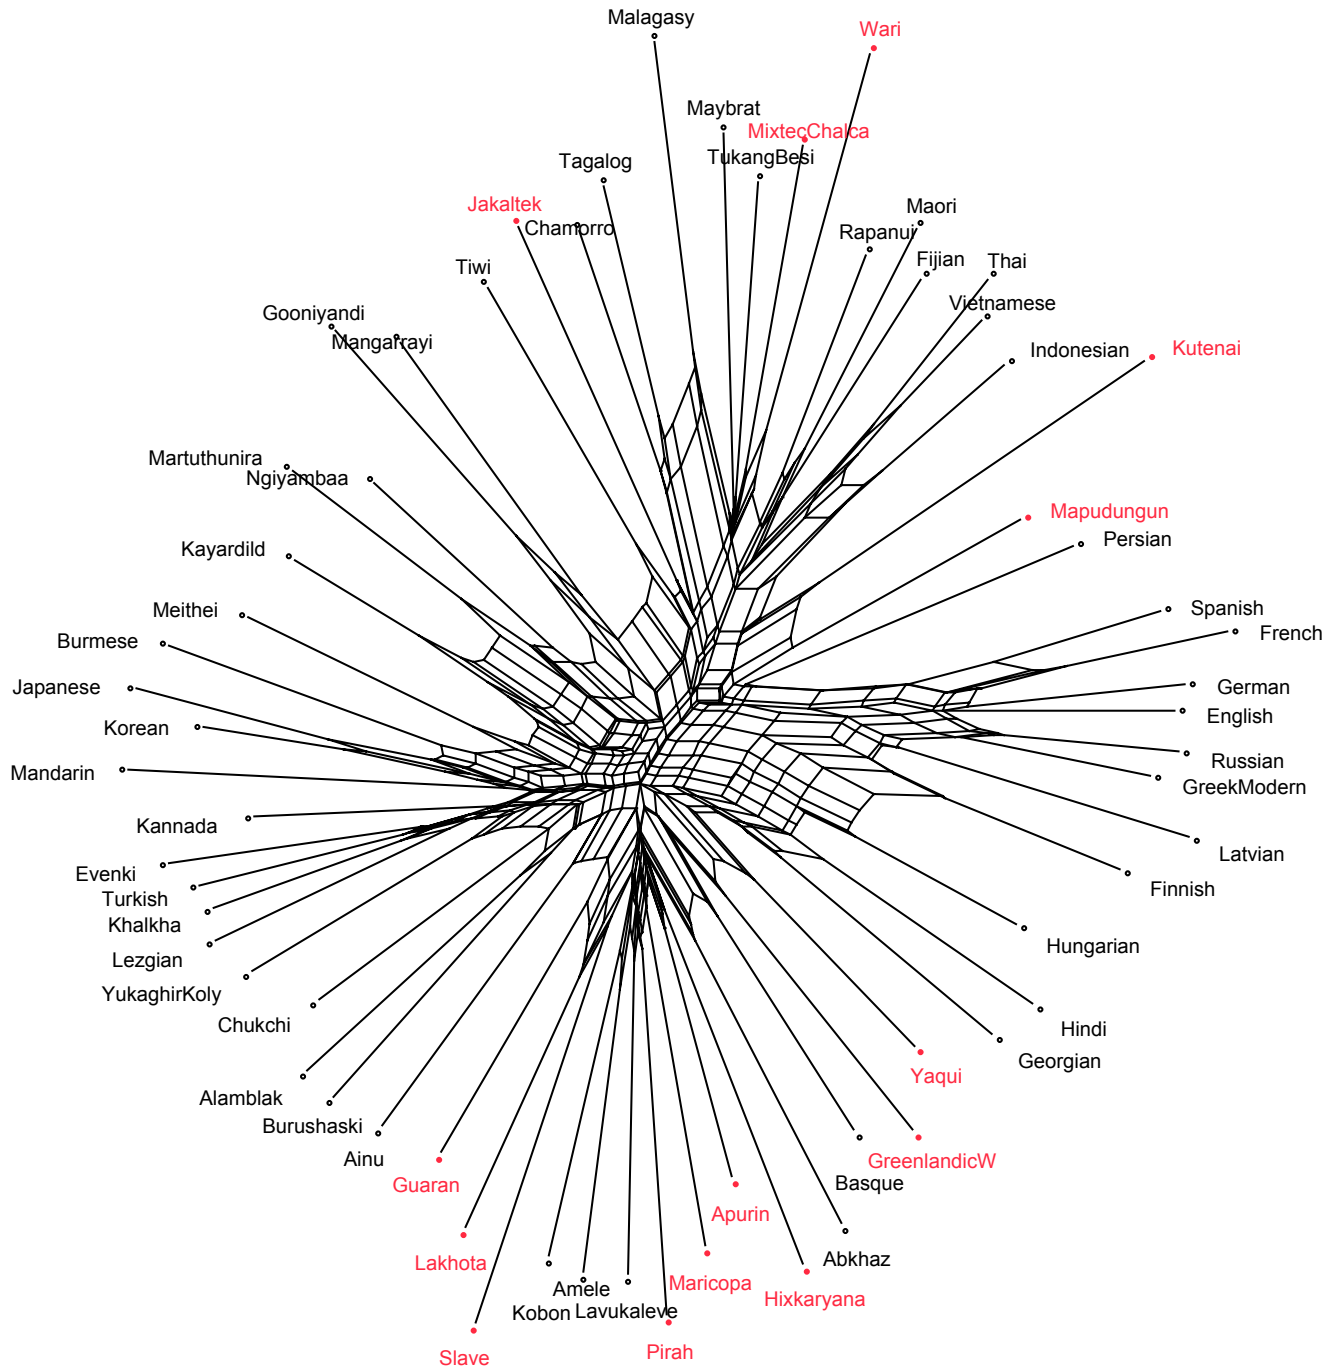 Malagasy
Wari
Maybrat
MixtecChalca
TukangBesi
Tagalog
Jakaltek
Chamorro
Maori
Rapanui
Fijian
Thai
Tiwi
Vietnamese
Gooniyandi
Mangarrayi
Indonesian
Kutenai
Martuthunira
Ngiyambaa
Mapudungun
Persian
Kayardild
Meithei
Spanish
Burmese
French
Japanese
German
Korean
English
Russian
Mandarin
GreekModern
Kannada
Latvian
Evenki
Finnish
Turkish
Khalkha
Hungarian
Lezgian
YukaghirKoly
Chukchi
Hindi
Georgian
Yaqui
Alamblak
Burushaski
Ainu
GreenlandicW
Guaran
Basque
Apurin
Lakhota
Abkhaz
Maricopa
Amele
Hixkaryana
Kobon
Lavukaleve
Slave
Pirah